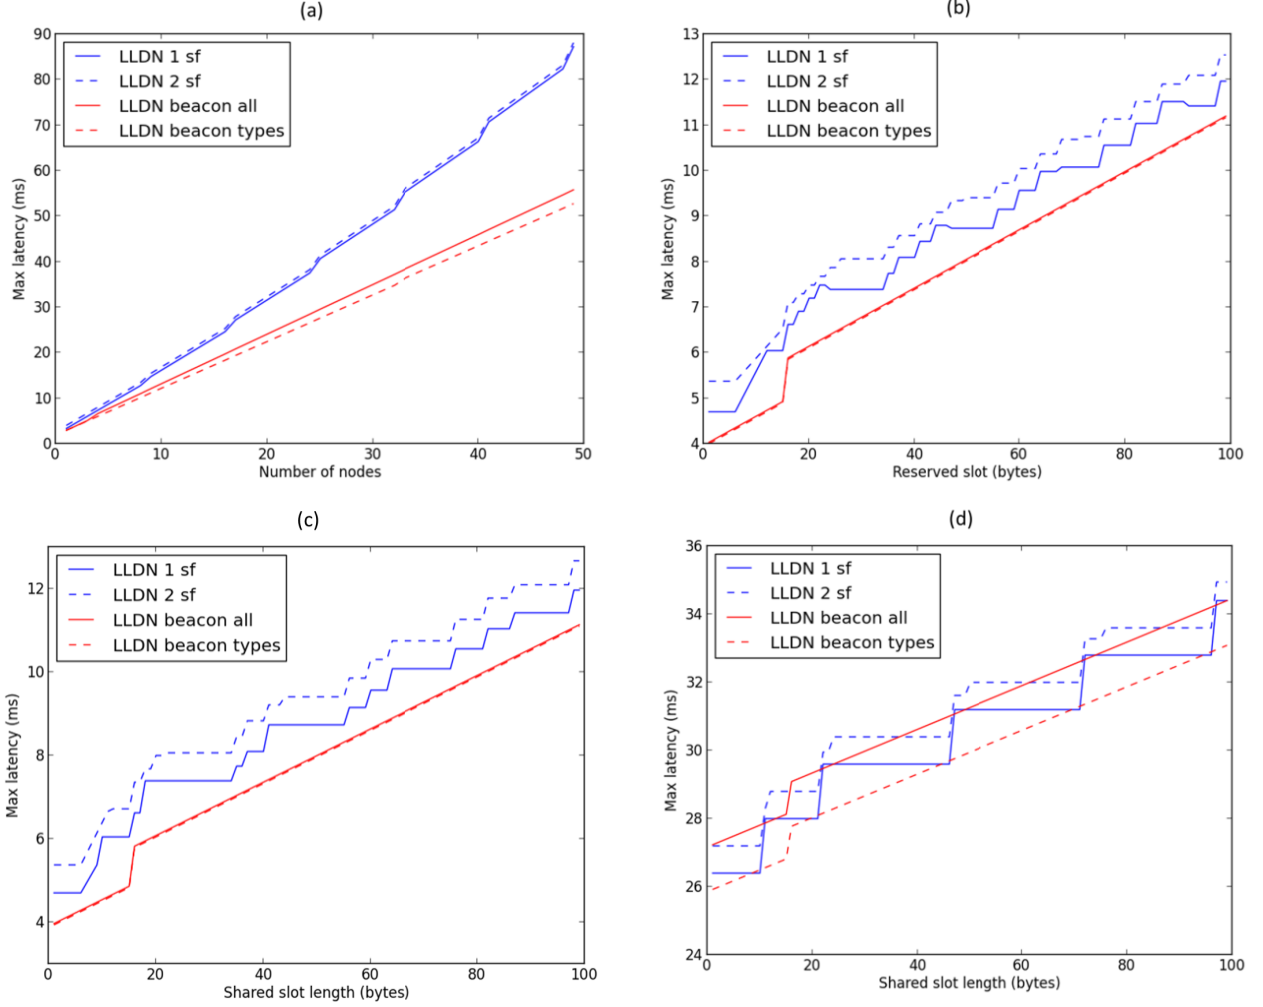 (a)
90
80
70
60
50
40
30
20
10
0
Max latency (ms)
LLDN 1 sf
LLDN 2 sf
LLDN beacon all
LLDN beacon types
0 10 20 30 40 50
Number of nodes
(b)
13
12
11
10
9
8
7
6
5
4
Max latency (ms)
LLDN 1 sf
LLDN 2 sf
LLDN beacon all
LLDN beacon types
0 20 40 60 80 100
Reserved slot (bytes)
(c)
12
10
8
6
4
Max latency (ms)
LLDN 1 sf
LLDN 2 sf
LLDN beacon all
LLDN beacon types
0 20 40 60 80 100
Shared slot length (bytes)
(d)
36
34
32
30
28
26
24
Max latency (ms)
LLDN 1 sf
LLDN 2 sf
LLDN beacon all
LLDN beacon types
0 20 40 60 80 100
Shared slot length (bytes)